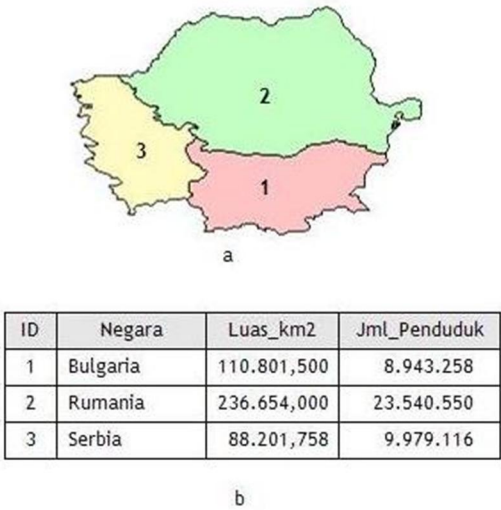 2
3
1
a
ID Negara Luas_km2 Jml_Penduduk
1 Bulgaria 110.801,500 8.943.258
2 Rumania 236.654,000 23.540.550
3 Serbia 88.201,758 9.979.116
b